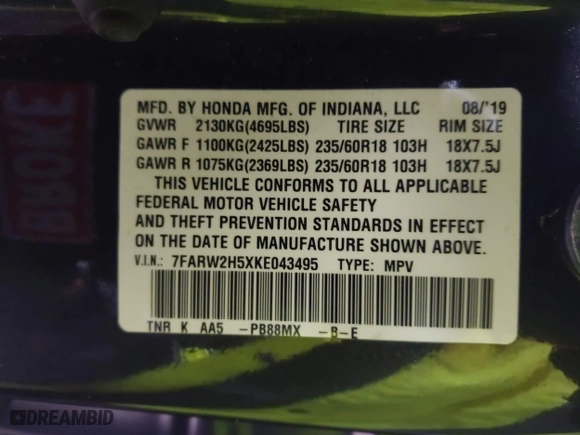 MFD. BY HONDA MFG. OF INDIANA, LLC 08/'19
GVWR 2130KG(4695LBS) TIRE SIZE RIM SIZE
GAWR F 1100KG(2425LBS) 235/60R18 103H 18X7.5J
GAWR R 1075KG(2369LBS) 235/60R18 103H 18X7.5J
THIS VEHICLE CONFORMS TO ALL APPLICABLE
FEDERAL MOTOR VEHICLE SAFETY
AND THEFT PREVENTION STANDARDS IN EFFECT
ON THE DATE OF MANUFACTURE SHOWN ABOVE.
V.I.N.: 7FARW2H5XKE043495 TYPE: MPV
TNR K AA5 -PB88MX -B-E
DREAMBID